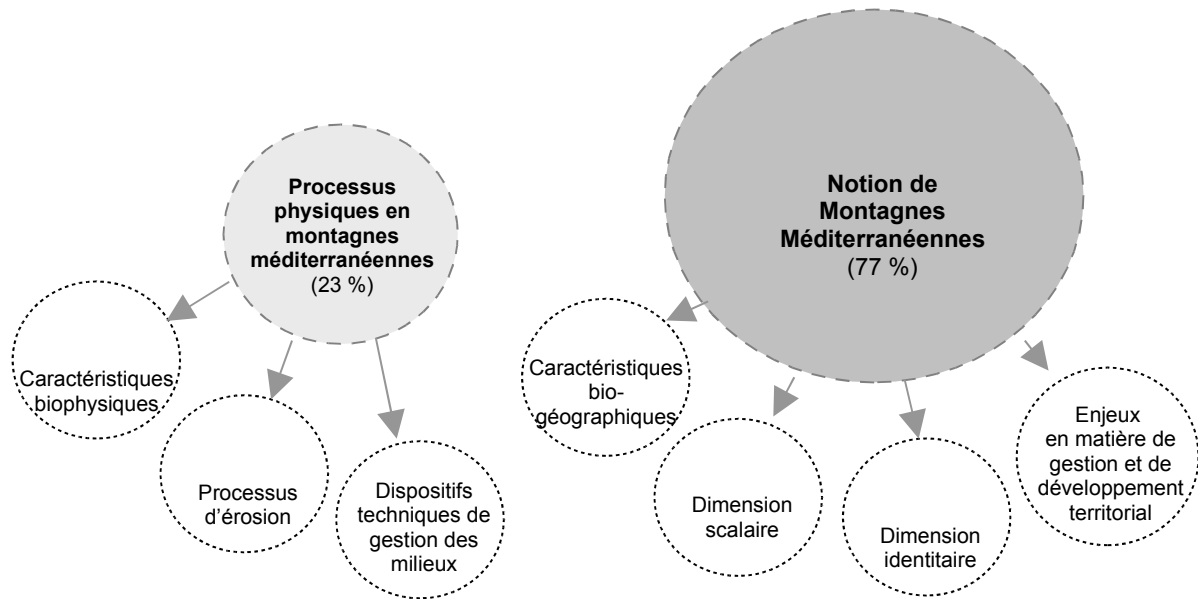 Processus
physiques en
montagnes
méditerranéennes
(23 %)
Caractéristiques
biophysiques
Processus
d'érosion
Dispositifs
techniques de
gestion des
milieux
Notion de
Montagnes
Méditerranéennes
(77 %)
Caractéristiques
bio-
géographiques
Dimension
scalaire
Dimension
identitaire
Enjeux
en matière de
gestion et de
développement
territorial